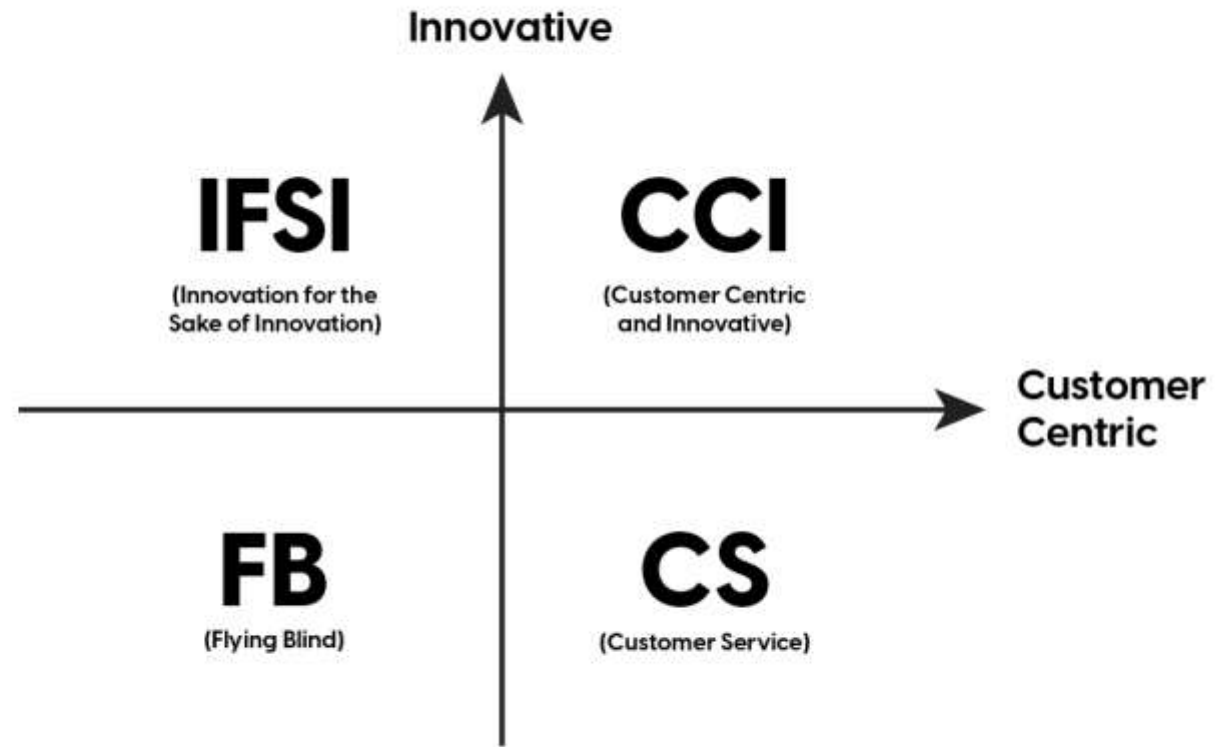 Innovative
IFSI
(Innovation for the
Sake of Innovation)
CCI
(Customer Centric
and Innovative)
Customer
Centric
FB
(Flying Blind)
CS
(Customer Service)